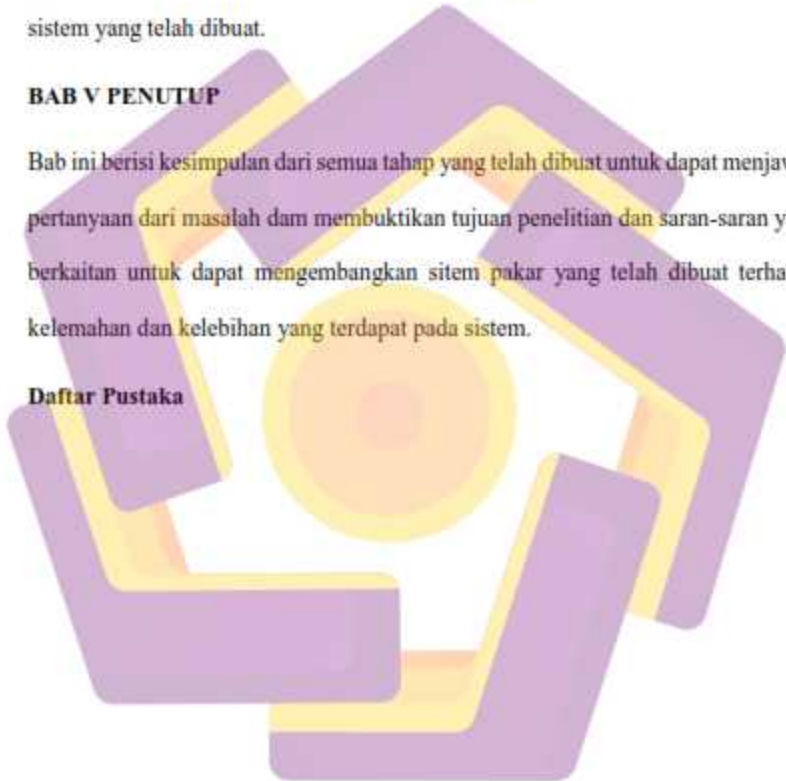 sistem yang telah dibuat.
BAB V PENUTUP
Bab ini berisi kesimpulan dari semua tahap yang telah dibuat untuk dapat menjaw
pertanyaan dari masalah dam membuktikan tujuan penelitian dan saran-saran y
berkaitan untuk dapat mengembangkan sitem pakar yang telah dibuat terha
kelemahan dan kelebihan yang terdapat pada sistem.
Daftar Pustaka